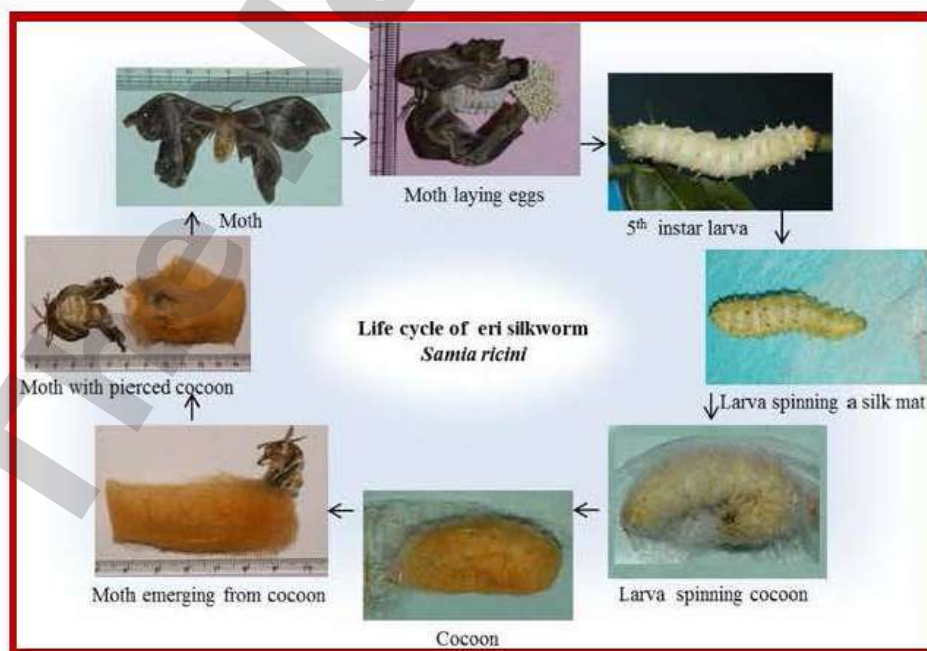 Moth
Moth laying eggs
5th instar larva
Life cycle of eri silkworm
Samia ricini
Moth with pierced cocoon
Larva spinning a silk mat
Moth emerging from cocoon
Larva spinning cocoon
Cocoon